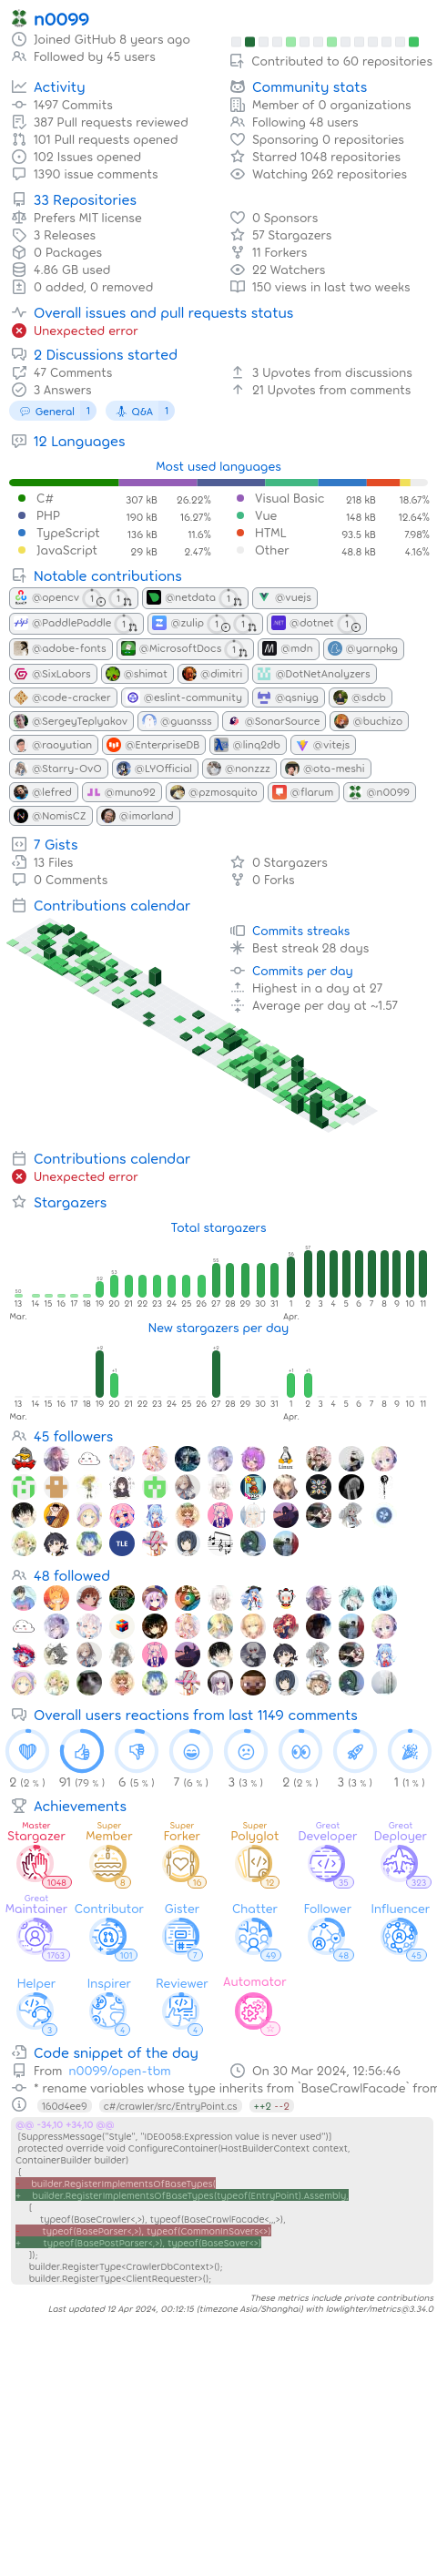 n0099
Joined GitHub 8 years ago
Followed by 45 users
Contributed to 60 repositories
Activity
1497 Commits
387 Pull requests reviewed
101 Pull requests opened
102 Issues opened
1390 issue comments
Community stats
Member of 0 organizations
Following 48 users
Sponsoring 0 repositories
Starred 1048 repositories
Watching 262 repositories
33 Repositories
Prefers MIT license
3 Releases
0 Packages
4.86 GB used
0 added, 0 removed
0 Sponsors
57 Stargazers
11 Forkers
22 Watchers
150 views in last two weeks
Overall issues and pull requests status
Unexpected error
2 Discussions started
47 Comments
3 Answers
3 Upvotes from discussions
21 Upvotes from comments
General 1 Q&A 1
12 Languages
Most used languages
C# 307 kB 26.22% Visual Basic 218 kB 18.67%
PHP 190 kB 16.27% Vue 148 kB 12.64%
TypeScript 136 kB 11.6% HTML 93.5 kB 7.98%
JavaScript 29 kB 2.47% Other 48.8 kB 4.16%
Notable contributions
@opencv 1 1 @netdata 1 @vuejs
@PaddlePaddle 1 @zulip 1 1 @dotnet 1
@adobe-fonts @MicrosoftDocs 1 @mdn @yarnpkg
@SixLabors @shimat @dimitri @DotNetAnalyzers
@code-cracker @eslint-community @qsniyg @sdcb
@SergeyTeplyakov @guansss @SonarSource @buchizo
@raoyutian @EnterpriseDB @linq2db @vitejs
@Starry-OvO @LYOfficial @nonzzz @ota-meshi
@lefred @muno92 @pzmosquito @flarum @n0099
@NomisCZ @imorland
7 Gists
13 Files
0 Comments
0 Stargazers
0 Forks
Contributions calendar
Commits streaks
Best streak 28 days
Commits per day
Highest in a day at 27
Average per day at ~1.57
Contributions calendar
Unexpected error
Stargazers
Total stargazers
50 52 53 55 56 57
13 14 15 16 17 18 19 20 21 22 23 24 25 26 27 28 29 30 31 1 2 3 4 5 6 7 8 9 10 11
Mar. Apr.
New stargazers per day
+2 +1 +2 +1 +1
13 14 15 16 17 18 19 20 21 22 23 24 25 26 27 28 29 30 31 1 2 3 4 5 6 7 8 9 10 11
Mar. Apr.
45 followers
Linux
TLE
48 followed
Overall users reactions from last 1149 comments
2 (2 %) 91 (79 %) 6 (5 %) 7 (6 %) 3 (3 %) 2 (2 %) 3 (3 %) 1 (1 %)
Achievements
Master Super Super Super Great Great
Stargazer Member Forker Polyglot Developer Deployer
1048 8 16 12 35 323
Great
Maintainer Contributor Gister Chatter Follower Influencer
1763 101 7 49 48 45
Helper Inspirer Reviewer Automator
3 4 4
Code snippet of the day
From n0099/open-tbm
On 30 Mar 2024, 12:56:46
* rename variables whose type inherits from `BaseCrawlFacade` from
160d4ee9 c#/crawler/src/EntryPoint.cs ++2 --2
@@ -34,10 +34,10 @@
[SuppressMessage("Style", "IDE0058:Expression value is never used")]
protected override void ConfigureContainer(HostBuilderContext context,
ContainerBuilder builder)
{
- builder.RegisterImplementsOfBaseTypes(
+ builder.RegisterImplementsOfBaseTypes(typeof(EntryPoint).Assembly,
[
typeof(BaseCrawler<,>), typeof(BaseCrawlFacade<,,,>),
- typeof(BaseParser<,>), typeof(CommonInSavers<>)
+ typeof(BasePostParser<,>), typeof(BaseSaver<>)
]);
builder.RegisterType<CrawlerDbContext>();
builder.RegisterType<ClientRequester>();
These metrics include private contributions
Last updated 12 Apr 2024, 00:12:15 (timezone Asia/Shanghai) with lowlighter/metrics@3.34.0